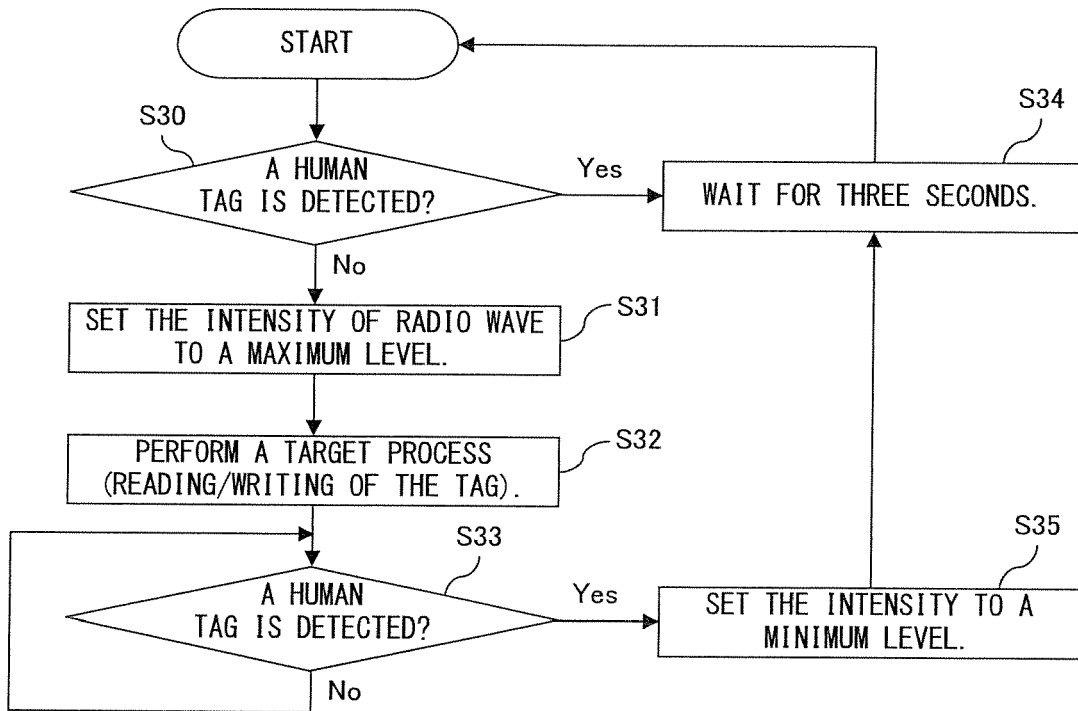 START
S30
A HUMAN
TAG IS DETECTED?
Yes
S34
WAIT FOR THREE SECONDS.
No
S31
SET THE INTENSITY OF RADIO WAVE
TO A MAXIMUM LEVEL.
S32
PERFORM A TARGET PROCESS
(READING/WRITING OF THE TAG).
S33
A HUMAN
TAG IS DETECTED?
Yes
S35
SET THE INTENSITY TO A
MINIMUM LEVEL.
No